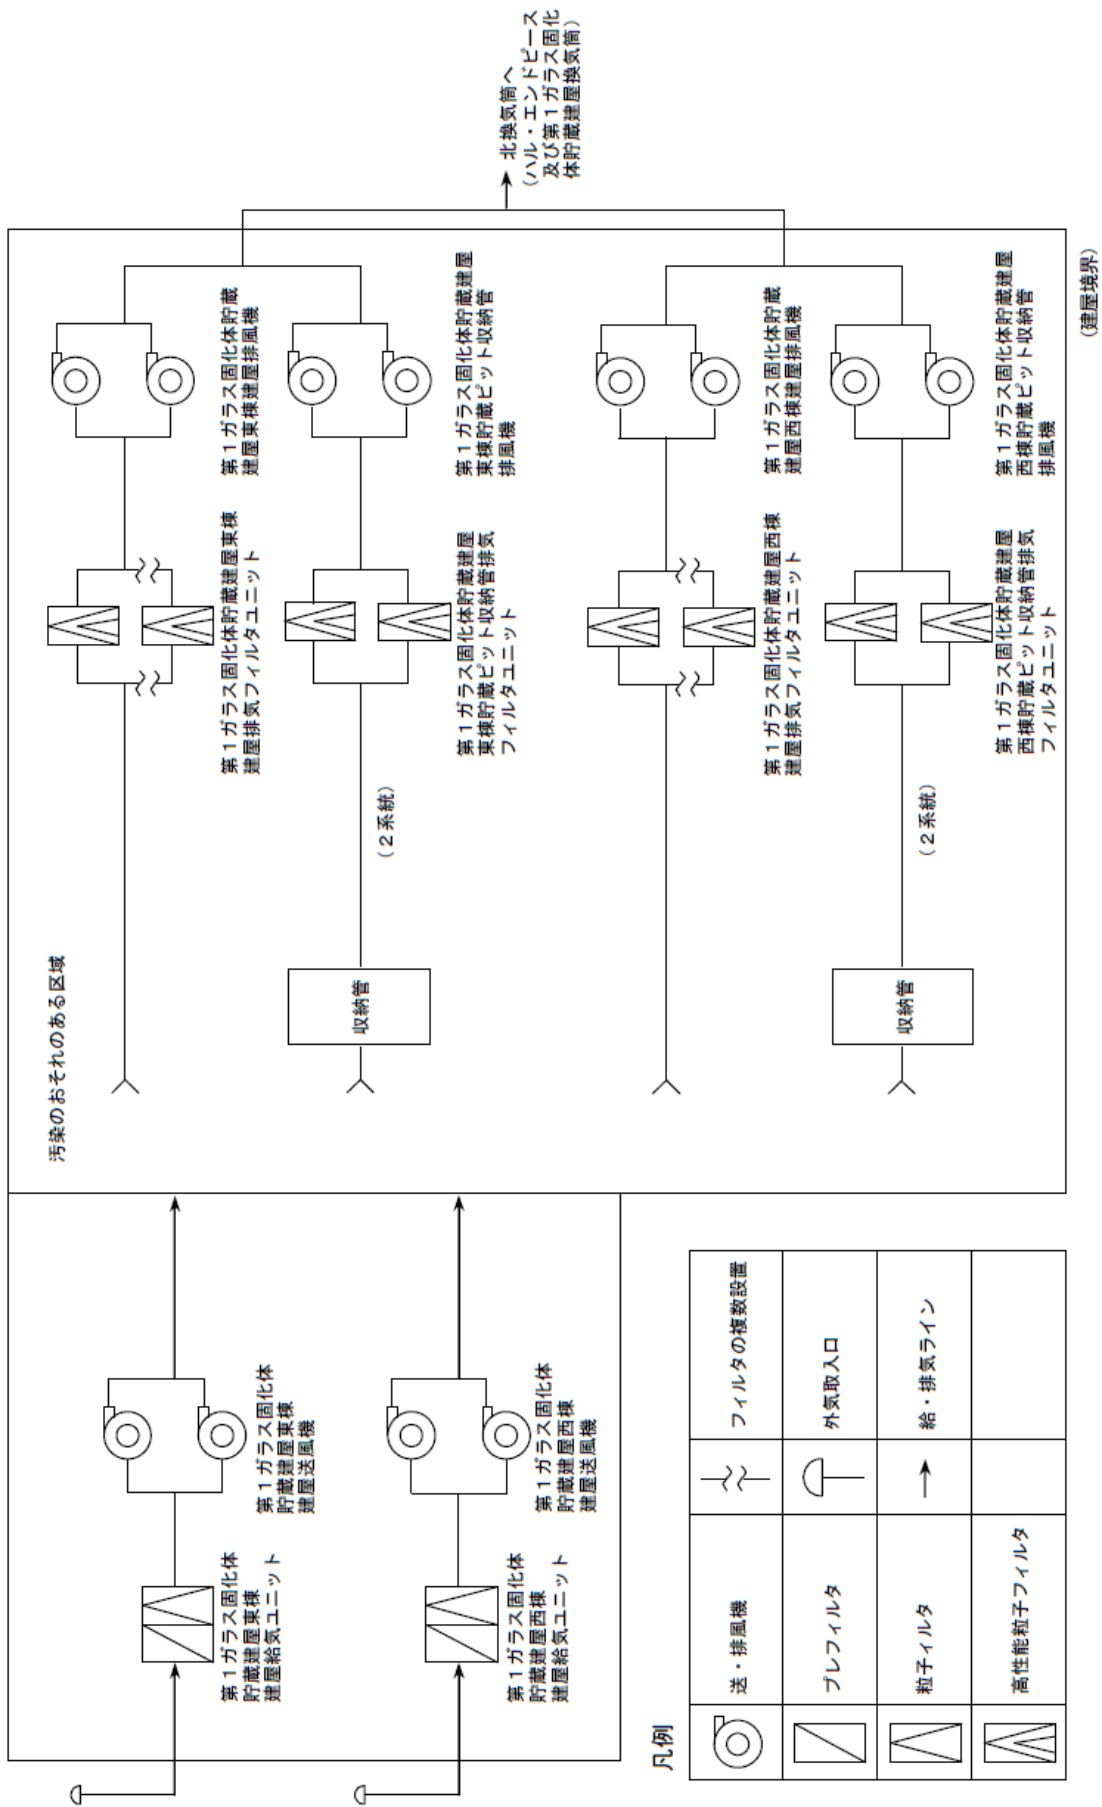 北換気筒へ
（ハル・エンドピース
及び第１ガラス固化
体貯蔵建屋換気筒）
汚染のおそれのある区域
第１ガラス固化体
貯蔵建屋東棟
建屋給気ユニット
第１ガラス固化体
貯蔵建屋東棟
建屋送風機
第１ガラス固化体貯蔵建屋東棟
建屋排気フィルタユニット
第１ガラス固化体貯蔵
建屋東棟建屋排風機
収納管
（２系統）
第１ガラス固化体貯蔵建屋
東棟貯蔵ピット収納管排気
フィルタユニット
第１ガラス固化体貯蔵建屋
東棟貯蔵ピット収納管
排風機
第１ガラス固化体
貯蔵建屋西棟
建屋給気ユニット
第１ガラス固化体
貯蔵建屋西棟
建屋送風機
第１ガラス固化体貯蔵建屋西棟
建屋排気フィルタユニット
第１ガラス固化体貯蔵
建屋西棟建屋排風機
収納管
（２系統）
第１ガラス固化体貯蔵建屋
西棟貯蔵ピット収納管排気
フィルタユニット
第１ガラス固化体貯蔵建屋
西棟貯蔵ピット収納管
排風機
（建屋境界）
凡例
送・排風機
フィルタの複数設置
プレフィルタ
外気取入口
粒子ィルタ
給・排気ライン
高性能粒子フィルタ